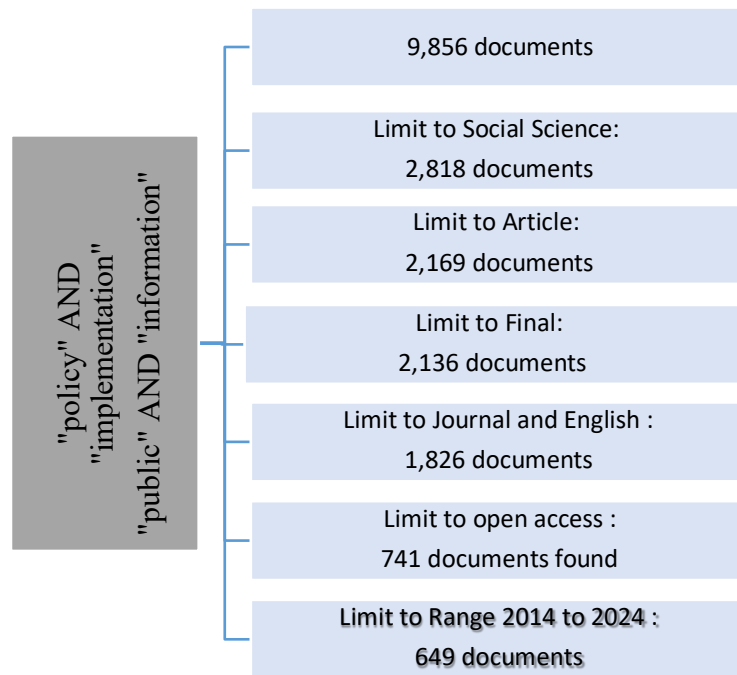 "policy" AND
"implementation"
"public" AND "information"
9,856 documents
Limit to Social Science:
2,818 documents
Limit to Article:
2,169 documents
Limit to Final:
2,136 documents
Limit to Journal and English :
1,826 documents
Limit to open access :
741 documents found
Limit to Range 2014 to 2024 :
649 documents